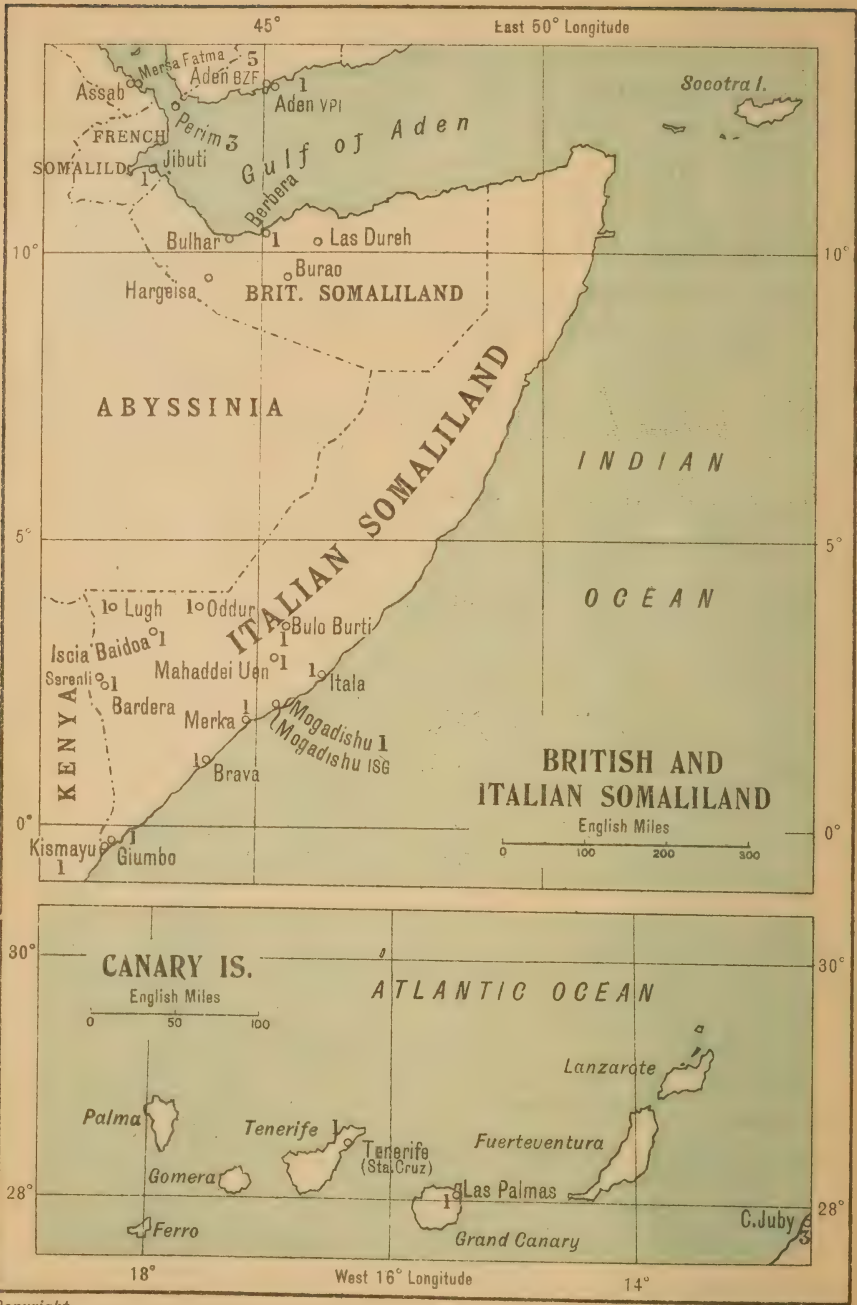 45°
East 50° Longitude
Mersa Fatma 5
Assab
Aden BZF 1
Aden VPI
Socotra I.
Perim 3
FRENCH
SOMALILD
Jibuti
1
Gulf of Aden
Berbera
1
Bulhar
Las Dureh
10°
10°
Burao
Hargeisa
BRIT. SOMALILAND
ABYSSINIA
ITALIAN SOMALILAND
INDIAN
OCEAN
5°
5°
1 Lugh
1 Oddur
Bulo Burti
1
Iscia Baidoa 1
Mahaddei Uen 1
1 Itala
Serenli
1
Bardera
KENYA
Merka 1
Mogadishu 1
Mogadishu ISG
1 Brava
BRITISH AND
ITALIAN SOMALILAND
English Miles
0 100 200 300
0°
0°
Kismayu
1
Giumbo
1
30°
30°
CANARY IS.
English Miles
0 50 100
ATLANTIC OCEAN
Lanzarote
Palma
Tenerife 1
Tenerife
(Sta. Cruz)
Fuerteventura
Gomera
28°
28°
1
Las Palmas
C. Juby
3
Ferro
Grand Canary
18°
West 16° Longitude
14°
Copyright